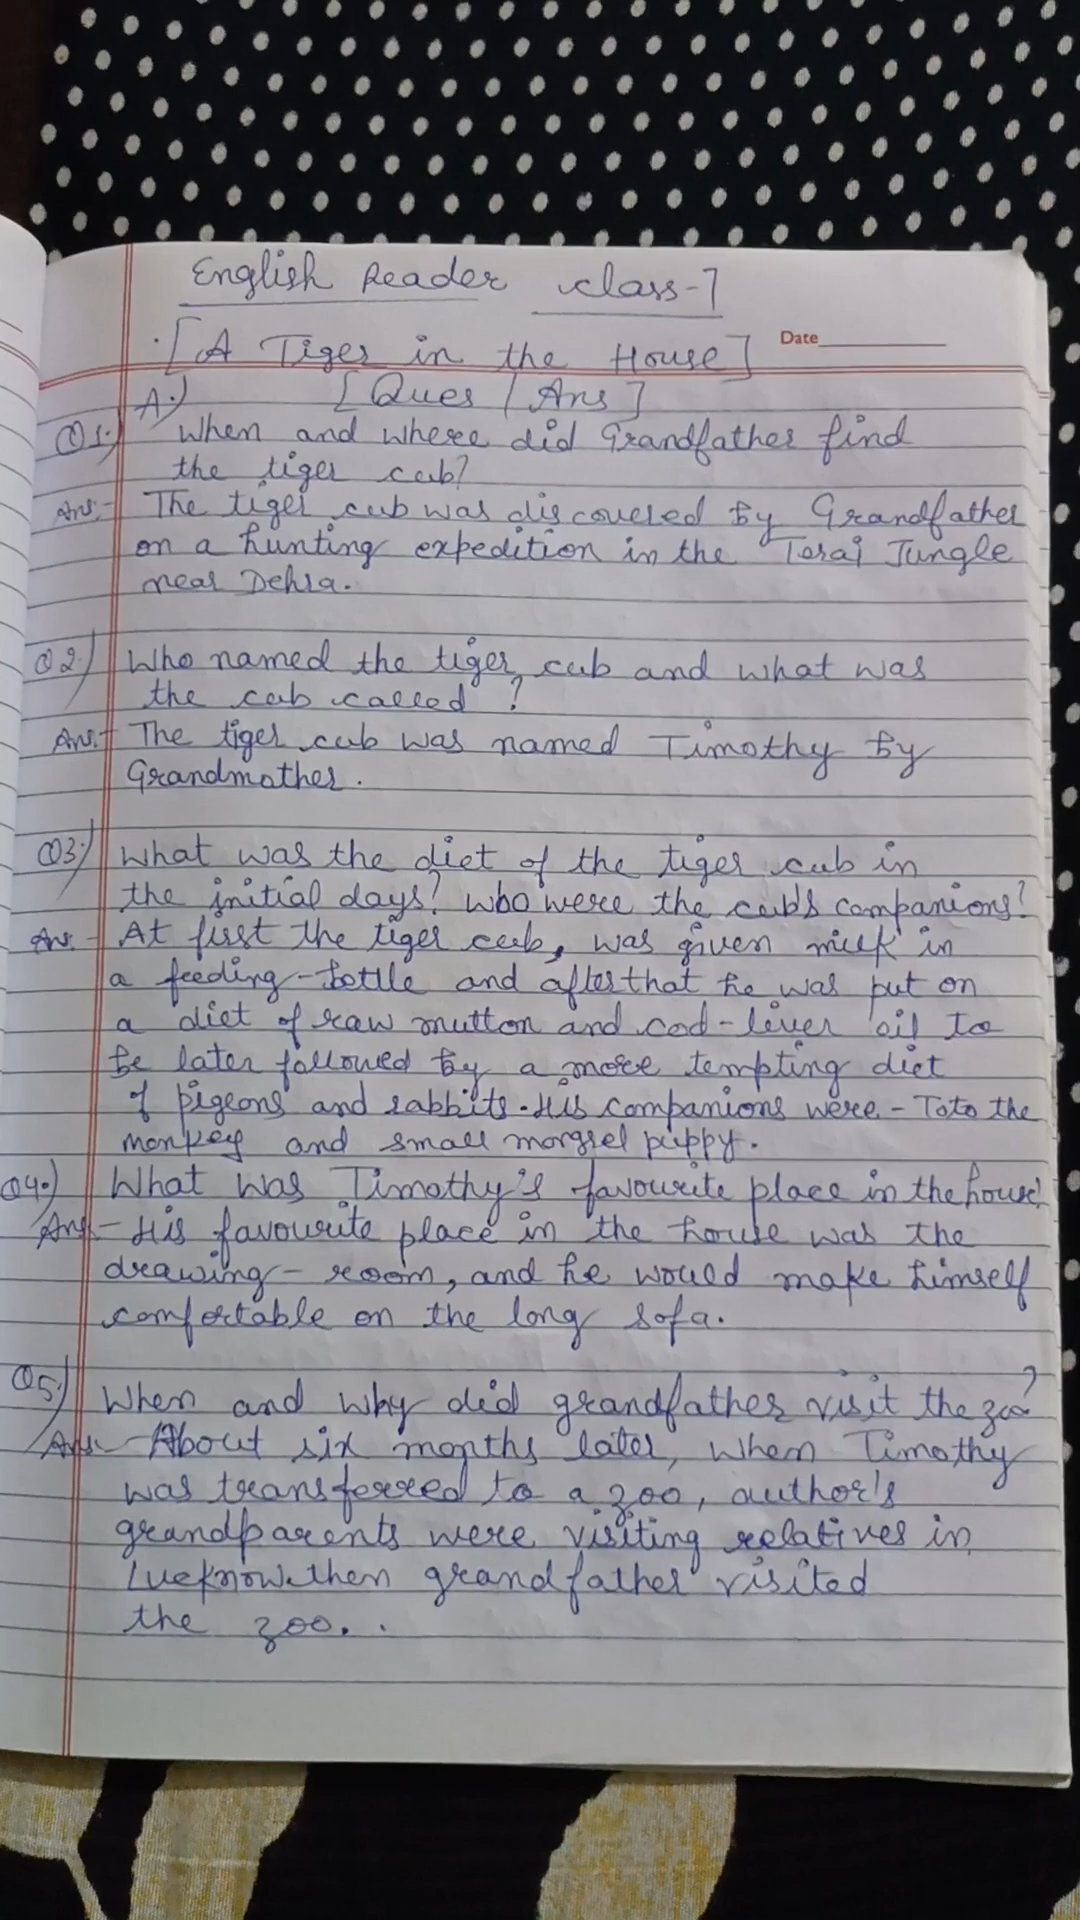 English Reader class-7
[A Tiger in the House]
Date
A.) [Ques / Ans]
Q1.) When and where did Grandfather find
the tiger cub?
Ans:- The tiger cub was discovered by Grandfather
on a hunting expedition in the Terai Jungle
near Dehra.
Q2) Who named the tiger cub and what was
the cub called ?
Ans:- The tiger cub was named Timothy by
Grandmother.
Q3) What was the diet of the tiger cub in
the initial days? Who were the cub's companions?
Ans. - At first the tiger cub, was given milk in
a feeding-bottle and after that he was put on
a diet of raw mutton and cod-liver oil to
be later followed by a more tempting diet
of pigeons and rabbits. His companions were - Toto the
monkey and small mongrel puppy.
Q4.) What was Timothy's favourite place in the house?
Ans - His favourite place in the house was the
drawing-room, and he would make himself
comfortable on the long sofa.
Q5.) When and why did grandfather visit the zoo?
Ans - About six months later, when Timothy
was transferred to a zoo, author's
grandparents were visiting relatives in
Lucknow. then grandfather visited
the zoo..